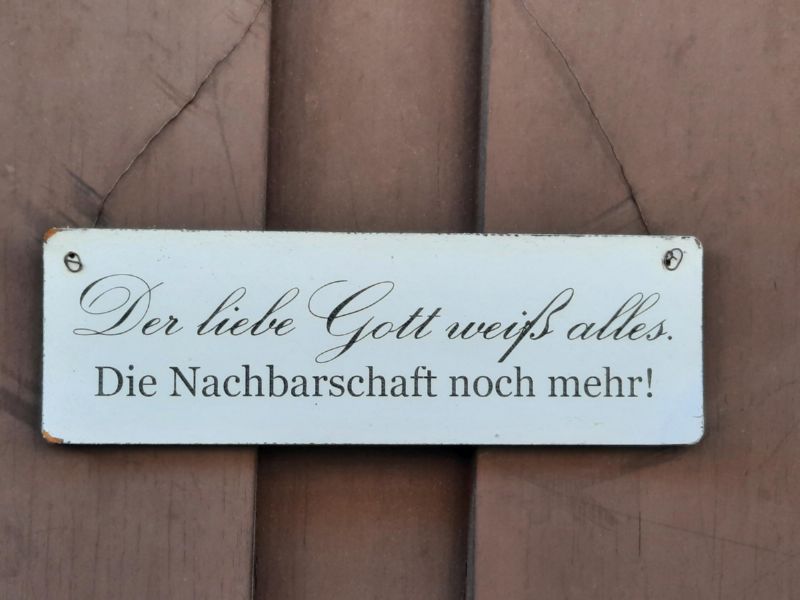 Der liebe Gott weiß alles.
Die Nachbarschaft noch mehr!